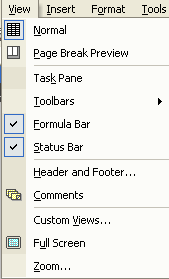 View Insert Format Tools
Normal
Page Break Preview
Task Pane
Toolbars
Formula Bar
Status Bar
Header and Footer...
Comments
Custom Views...
Full Screen
Zoom...